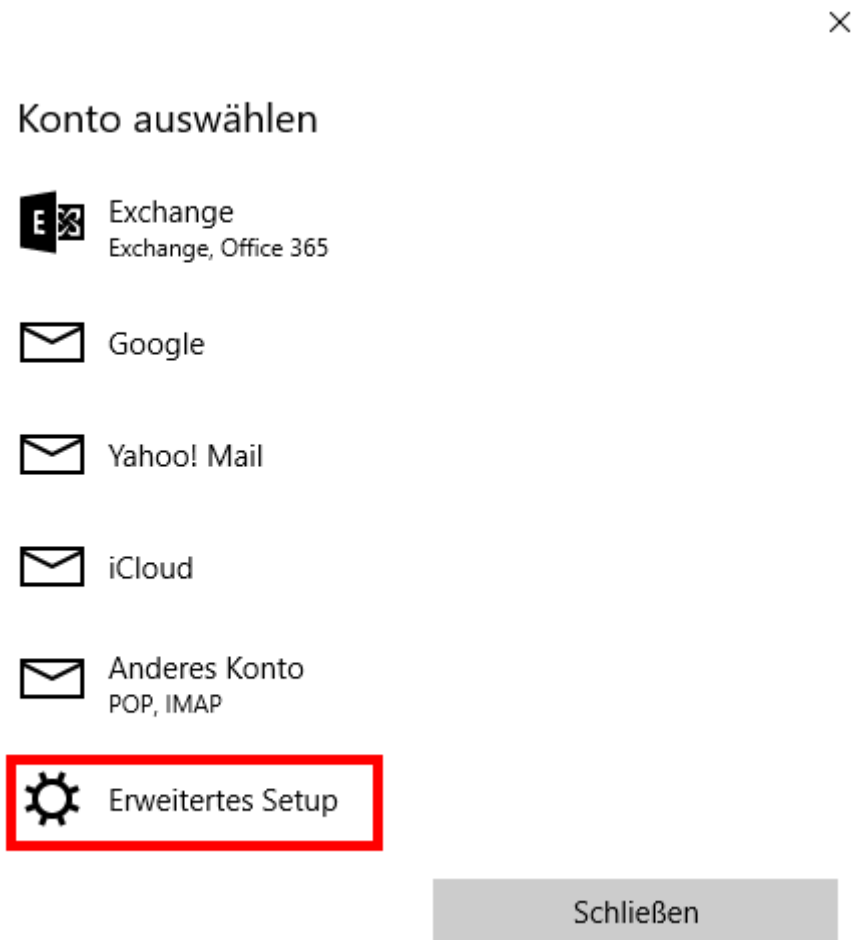 Konto auswählen
E
Exchange
Exchange, Office 365
Google
Yahoo! Mail
iCloud
Anderes Konto
POP, IMAP
Erweitertes Setup
Schließen